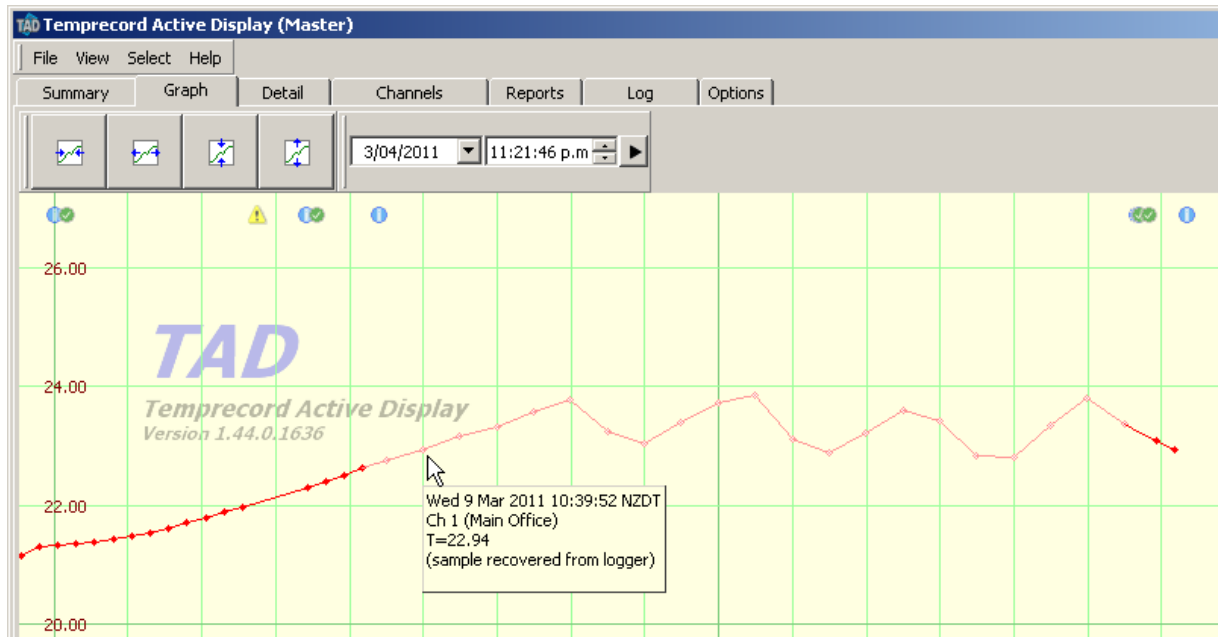 TAD Temprecord Active Display (Master)
File View Select Help
Summary Graph Detail Channels Reports Log Options
3/04/2011 11:21:46 p.m
26.00
TAD
24.00
Temprecord Active Display
Version 1.44.0.1636
22.00
Wed 9 Mar 2011 10:39:52 NZDT
Ch 1 (Main Office)
T=22.94
(sample recovered from logger)
20.00